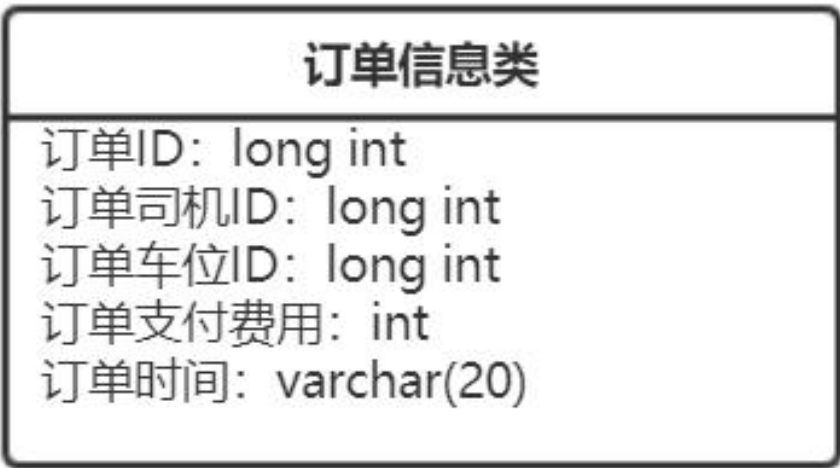 订单信息类
订单ID：long int
订单司机ID：long int
订单车位ID：long int
订单支付费用：int
订单时间：varchar(20)